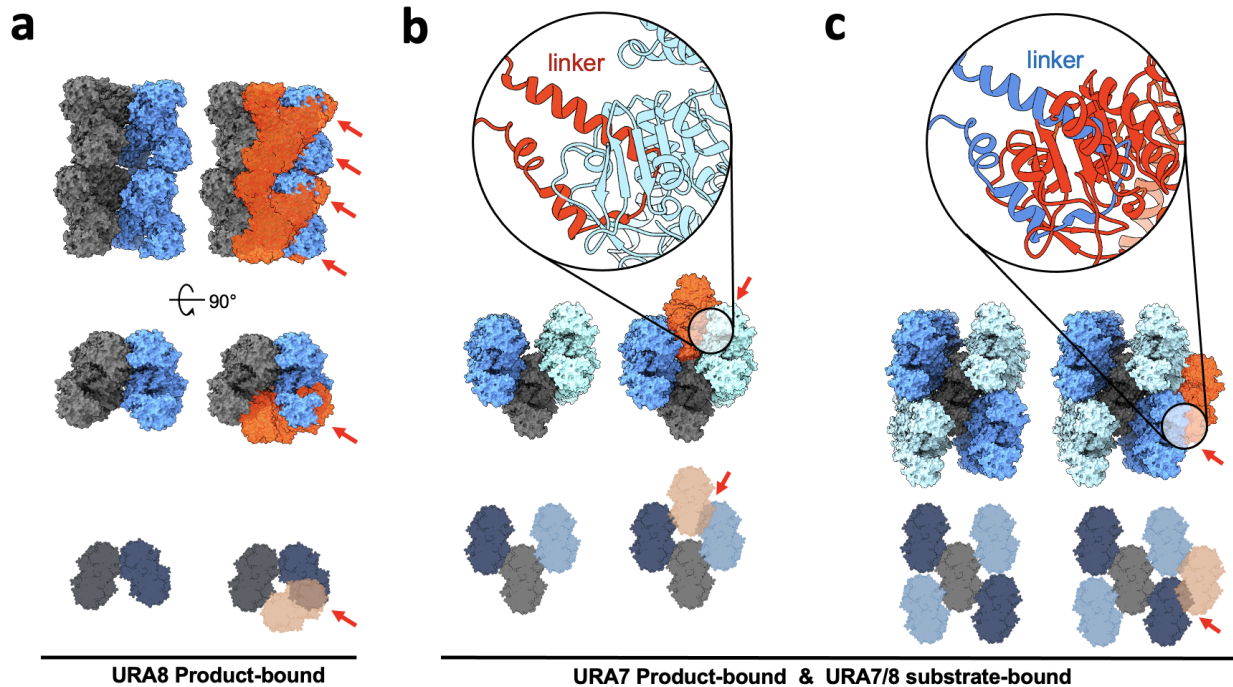 a
b
c
linker
linker
90°
URA8 Product-bound
URA7 Product-bound & URA7/8 substrate-bound